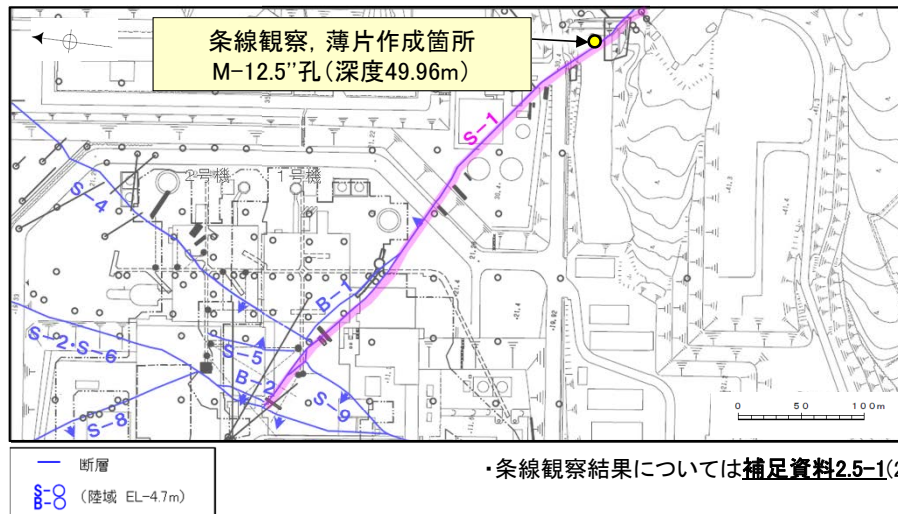 条線観察, 薄片作成箇所
M-12.5”孔(深度49.96m)
S-1
S-4
2号機
1号機
B-1
S-2・S-6
S-5
B-2
S-9
S-8
0 50 100m
断層
S-○
B-○
(陸域 EL-4.7m)
・条線観察結果については補足資料2.5-1(2